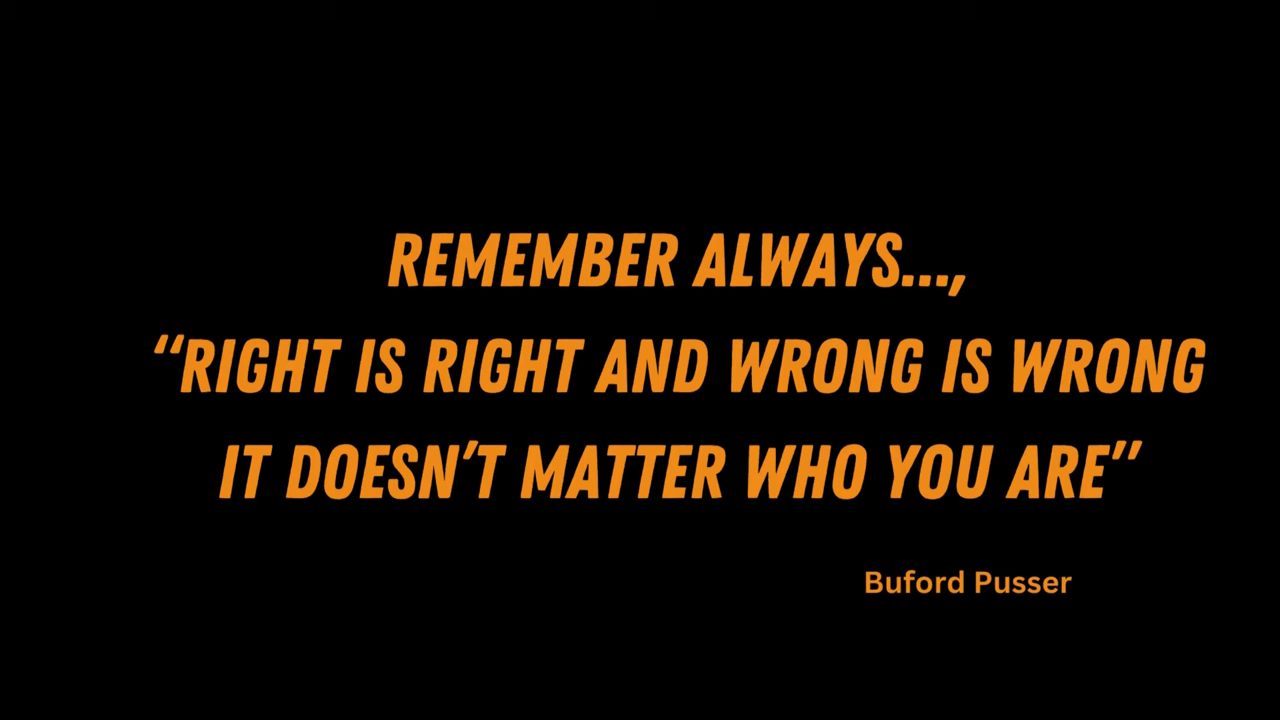 REMEMBER ALWAYS...,
“RIGHT IS RIGHT AND WRONG IS WRONG
IT DOESN’T MATTER WHO YOU ARE”
Buford Pusser